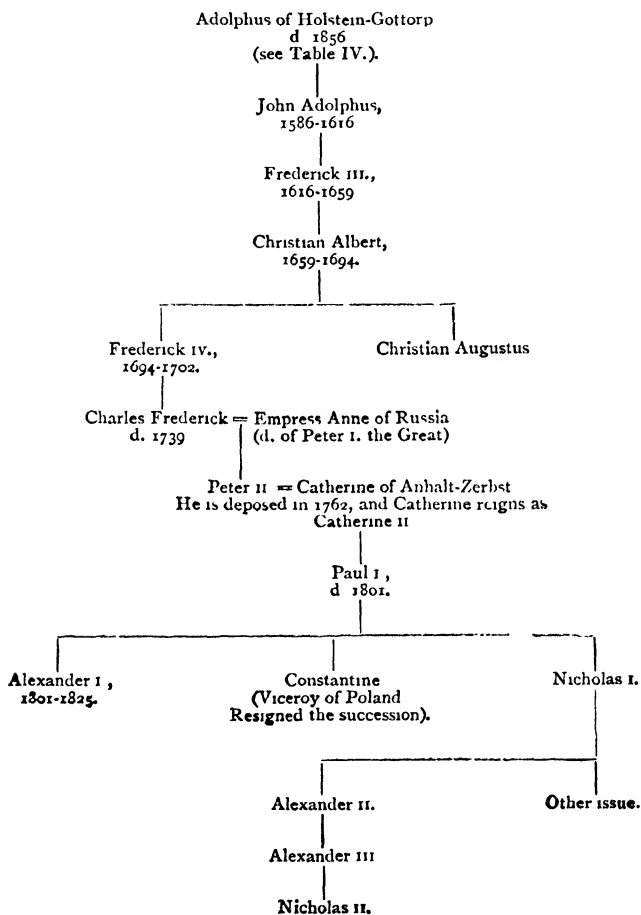 Adolphus of Holstein-Gottorp
d 1856
(see Table IV.).
John Adolphus,
1586-1616
Frederick III.,
1616-1659
Christian Albert,
1659-1694.
Frederick IV.,
1694-1702.
Christian Augustus
Charles Frederick = Empress Anne of Russia
d. 1739 (d. of Peter I. the Great)
Peter II = Catherine of Anhalt-Zerbst
He is deposed in 1762, and Catherine reigns as
Catherine II
Paul I ,
d 1801.
Alexander I ,
1801-1825.
Constantine
(Viceroy of Poland
Resigned the succession).
Nicholas I.
Alexander II.
Other issue.
Alexander III
Nicholas II.